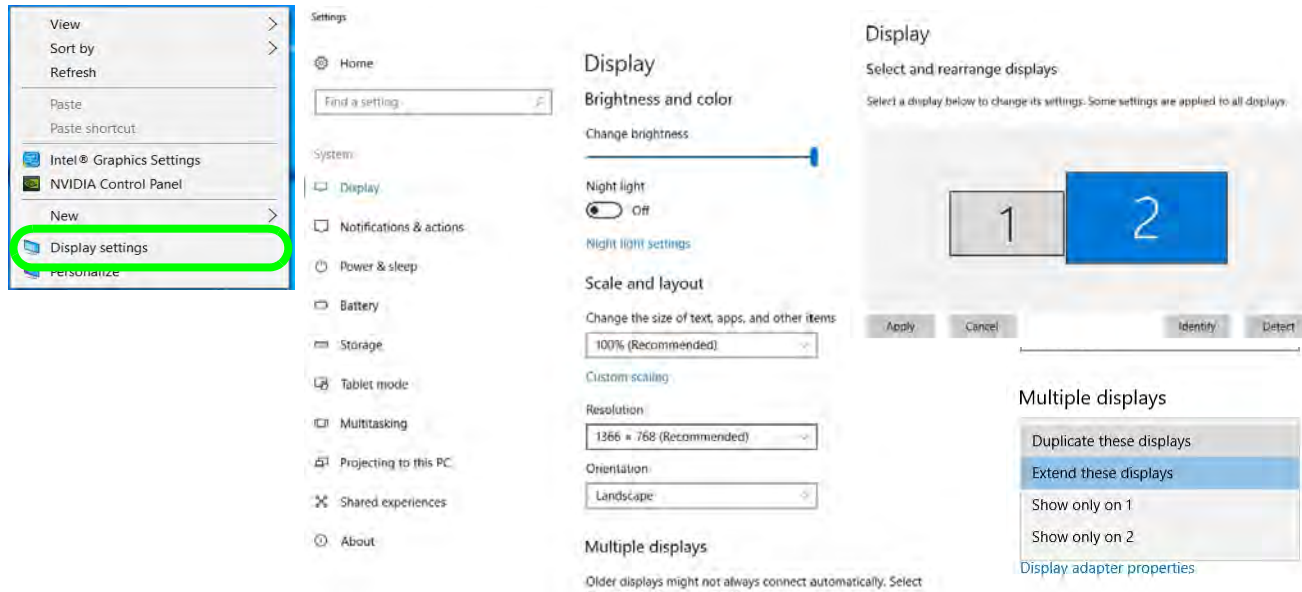 View
Sort by
Refresh
Paste
Paste shortcut
Intel® Graphics Settings
NVIDIA Control Panel
New
Display settings
Personalize
Settings
Home
Find a setting
System
Display
Notifications & actions
Power & sleep
Battery
Storage
Tablet mode
Multitasking
Projecting to this PC
Shared experiences
About
Display
Brightness and color
Change brightness
Night light
Off
Night light settings
Scale and layout
Change the size of text, apps, and other items
100% (Recommended)
Custom scaling
Resolution
1366 × 768 (Recommended)
Orientation
Landscape
Multiple displays
Older displays might not always connect automatically. Select
Display
Select and rearrange displays
Select a display below to change its settings. Some settings are applied to all displays.
1 2
Apply Cancel Identify Detect
Multiple displays
Duplicate these displays
Extend these displays
Show only on 1
Show only on 2
Display adapter properties